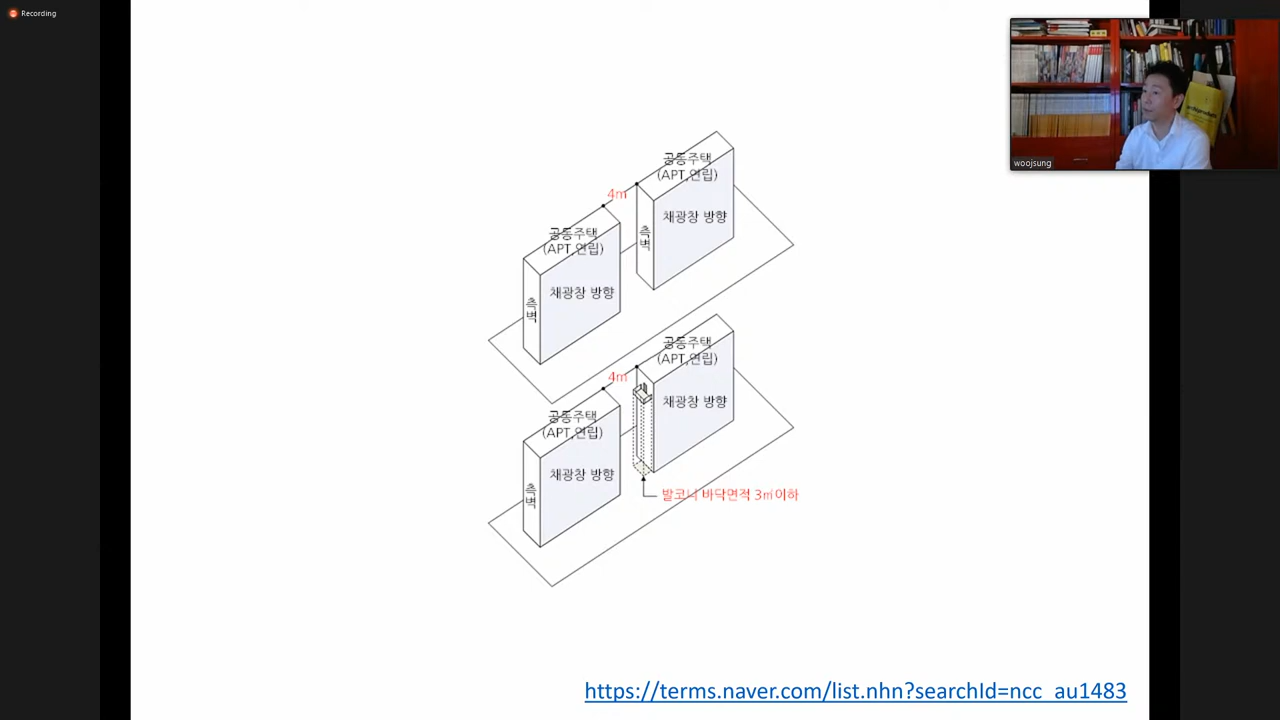 Recording
woojsung
공동주택
(APT,연립)
4m
채광창 방향
측벽
공동주택
(APT,연립)
채광창 방향
측벽
공동주택
(APT,연립)
4m
채광창 방향
공동주택
(APT,연립)
채광창 방향
측벽
발코니 바닥면적 3㎡이하
https://terms.naver.com/list.nhn?searchId=ncc_au1483